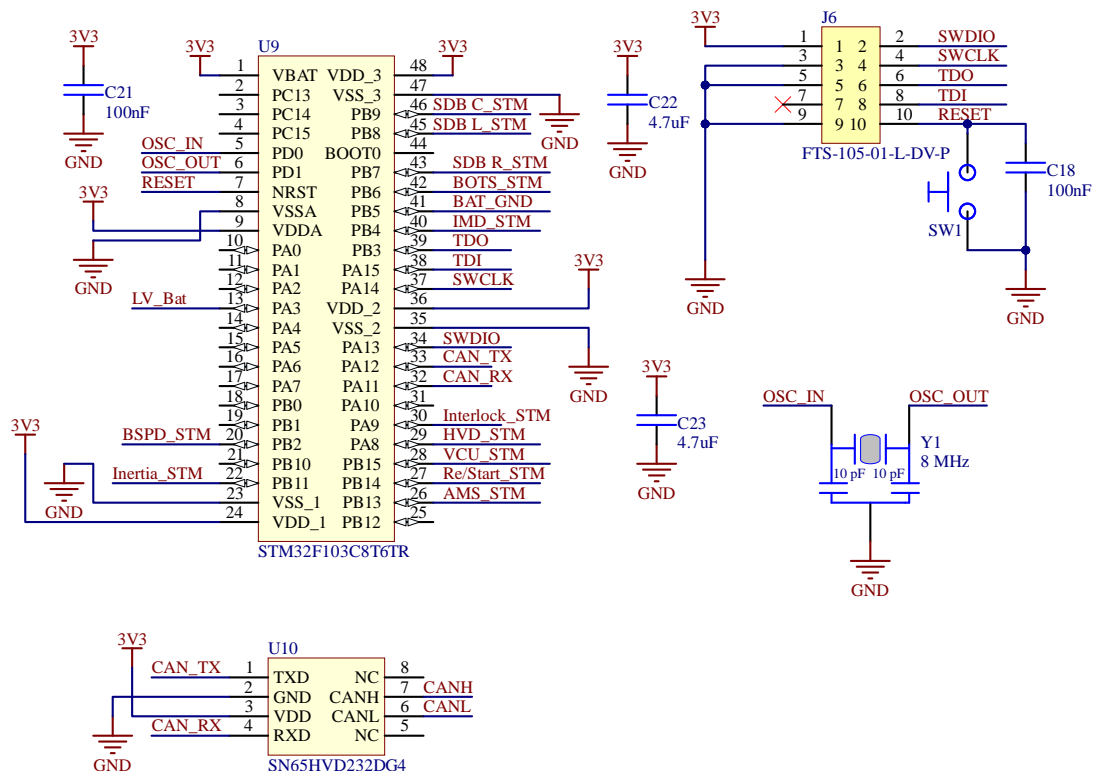 3V3
C21
100nF
GND
U9
3V3
3V3
1 VBAT VDD_3 48
2 PC13 VSS_3 47
3 PC14 PB9 46 SDB C_STM
4 PC15 PB8 45 SDB L_STM
OSC_IN 5 PD0 BOOT0 44
OSC_OUT 6 PD1 PB7 43 SDB R_STM
RESET 7 NRST PB6 42 BOTS_STM
8 VSSA PB5 41 BAT_GND
9 VDDA PB4 40 IMD_STM
10 PA0 PB3 39 TDO
11 PA1 PA15 38 TDI
12 PA2 PA14 37 SWCLK
LV_Bat 13 PA3 VDD_2 36
14 PA4 VSS_2 35
15 PA5 PA13 34 SWDIO
16 PA6 PA12 33 CAN_TX
17 PA7 PA11 32 CAN_RX
18 PB0 PA10 31
19 PB1 PA9 30 Interlock_STM
BSPD_STM 20 PB2 PA8 29 HVD_STM
21 PB10 PB15 28 VCU_STM
Inertia_STM 22 PB11 PB14 27 Re/Start_STM
23 VSS_1 PB13 26 AMS_STM
24 VDD_1 PB12 25
STM32F103C8T6TR
3V3
GND
3V3
GND
GND
3V3
GND
3V3
C22
4.7uF
GND
3V3
C23
4.7uF
GND
3V3
J6
1 1 2 2 SWDIO
3 3 4 4 SWCLK
5 5 6 6 TDO
7 7 8 8 TDI
9 9 10 10 RESET
FTS-105-01-L-DV-P
GND
SW1
C18
100nF
GND
OSC_IN
OSC_OUT
Y1
8 MHz
10 pF 10 pF
GND
3V3
U10
CAN_TX 1 TXD NC 8
2 GND CANH 7 CANH
3 VDD CANL 6 CANL
CAN_RX 4 RXD NC 5
GND
SN65HVD232DG4